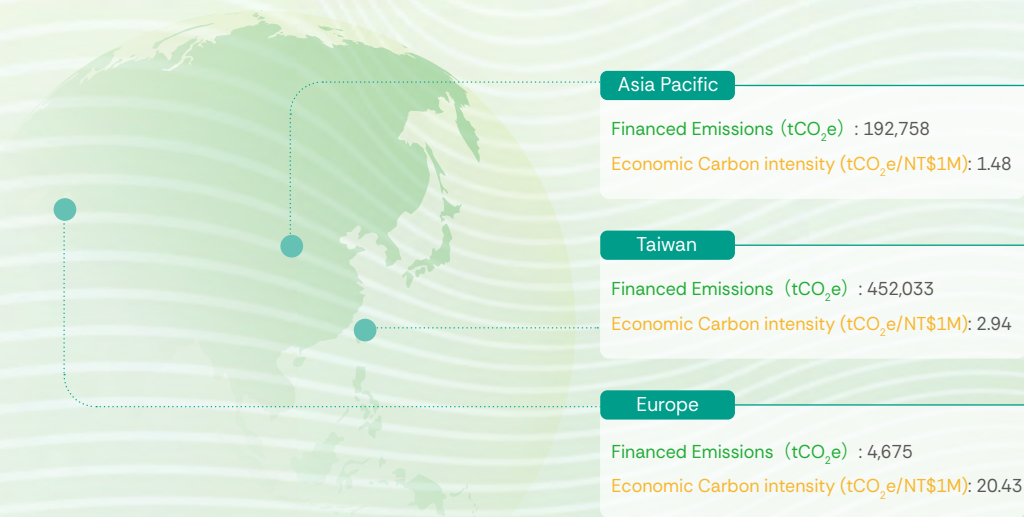 Asia Pacific
Financed Emissions (tCO₂e) : 192,758
Economic Carbon intensity (tCO₂e/NT$1M): 1.48
Taiwan
Financed Emissions (tCO₂e) : 452,033
Economic Carbon intensity (tCO₂e/NT$1M): 2.94
Europe
Financed Emissions (tCO₂e) : 4,675
Economic Carbon intensity (tCO₂e/NT$1M): 20.43